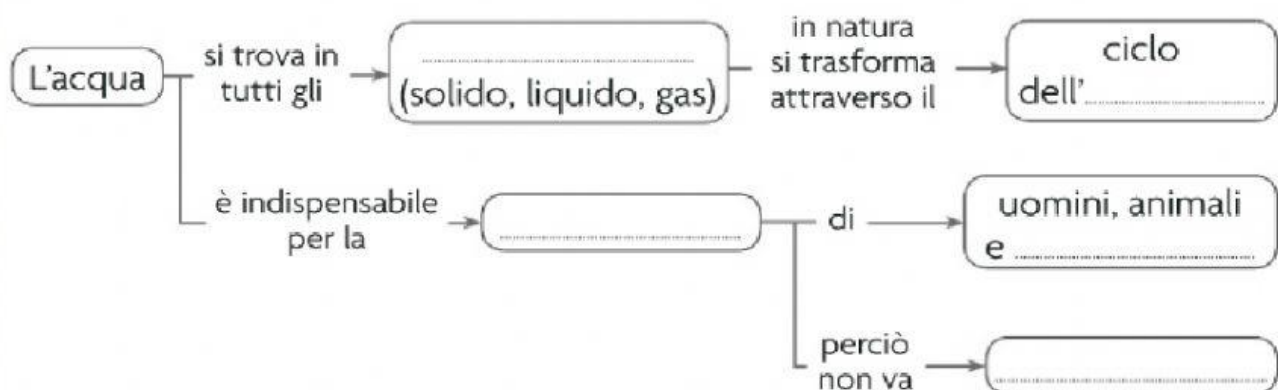 L'acqua
si trova in
tutti gli
....................
(solido, liquido, gas)
in natura
si trasforma
attraverso il
ciclo
dell'....................
è indispensabile
per la
....................
di
uomini, animali
e ....................
perciò
non va
....................